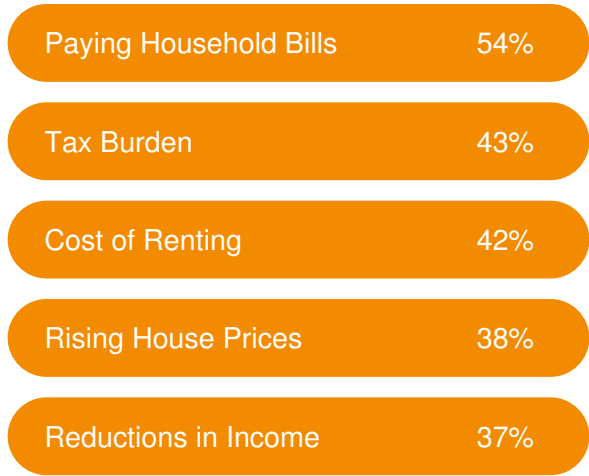 Paying Household Bills 54%
Tax Burden 43%
Cost of Renting 42%
Rising House Prices 38%
Reductions in Income 37%